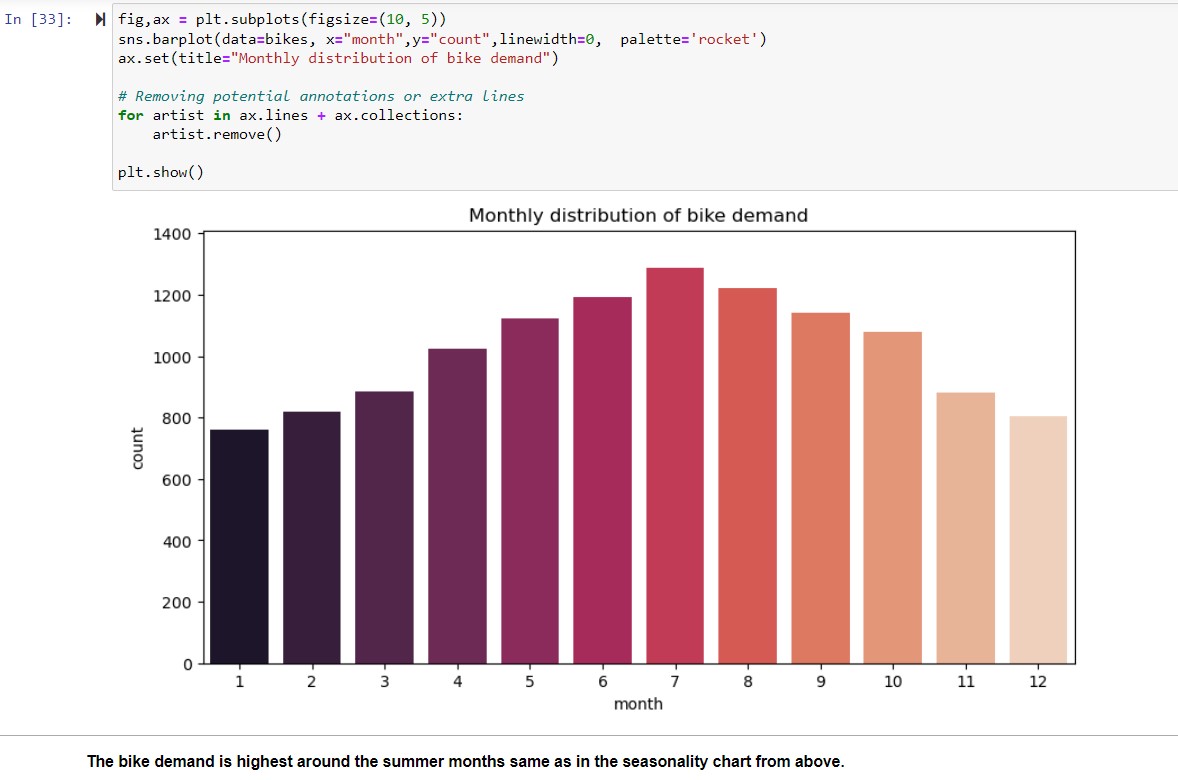 In [33]:
fig,ax = plt.subplots(figsize=(10, 5))
sns.barplot(data=bikes, x="month",y="count",linewidth=0,  palette='rocket')
ax.set(title="Monthly distribution of bike demand")
# Removing potential annotations or extra lines
for artist in ax.lines + ax.collections:
    artist.remove()
plt.show()
Monthly distribution of bike demand
1400
1200
1000
800
600
400
200
0
count
1 2 3 4 5 6 7 8 9 10 11 12
month
The bike demand is highest around the summer months same as in the seasonality chart from above.